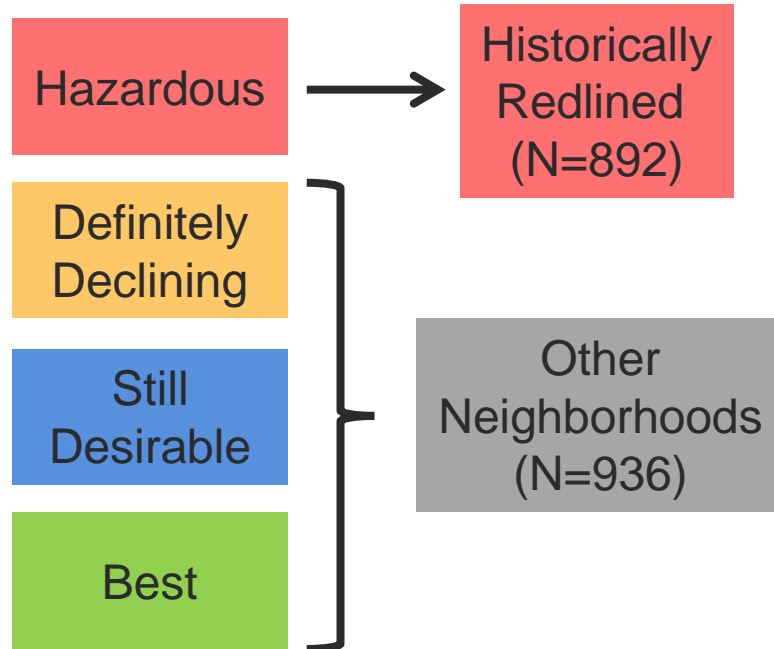 Hazardous
Historically
Redlined
(N=892)
Definitely
Declining
Still
Desirable
Other
Neighborhoods
(N=936)
Best